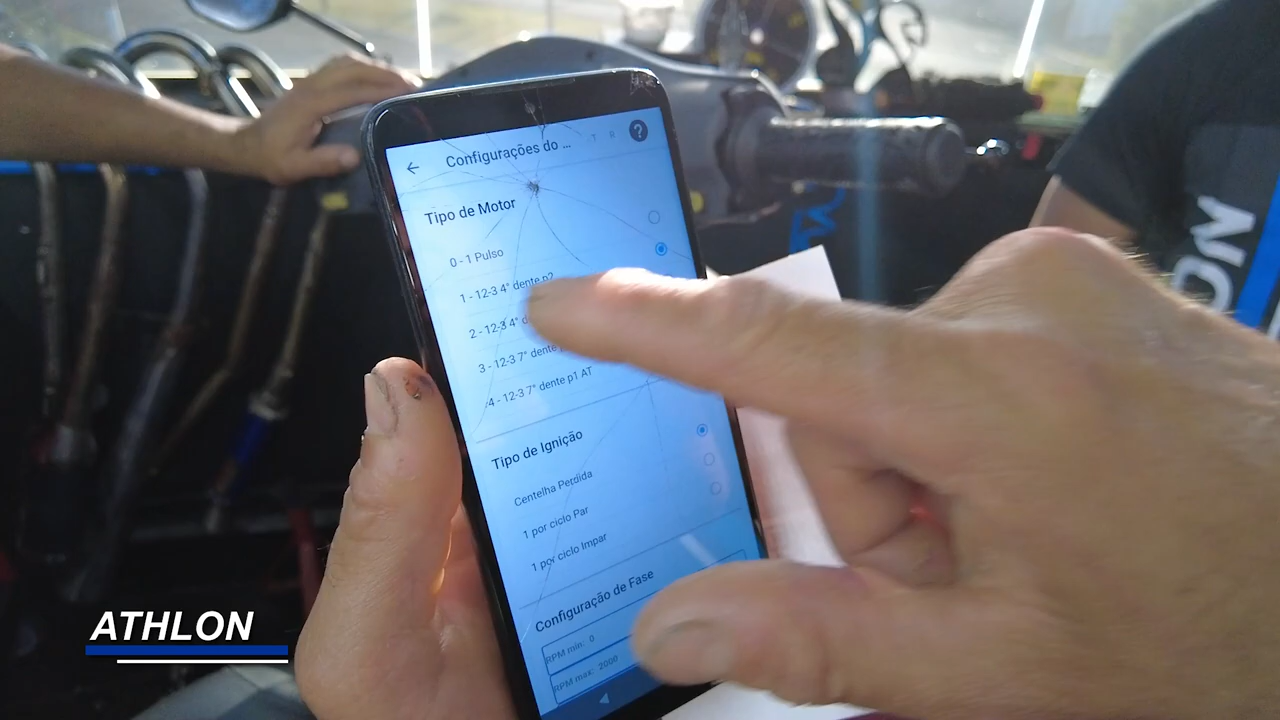 Configurações do ...
T R ?
Tipo de Motor
0 - 1 Pulso
1 - 12-3 4° dente p2
2 - 12-3 4°
3 - 12-3 7° dente
4 - 12-3 7° dente p1 AT
Tipo de Ignição
Centelha Perdida
1 por ciclo Par
1 por ciclo Impar
Configuração de Fase
RPM min: 0
RPM max: 2000
ATHLON